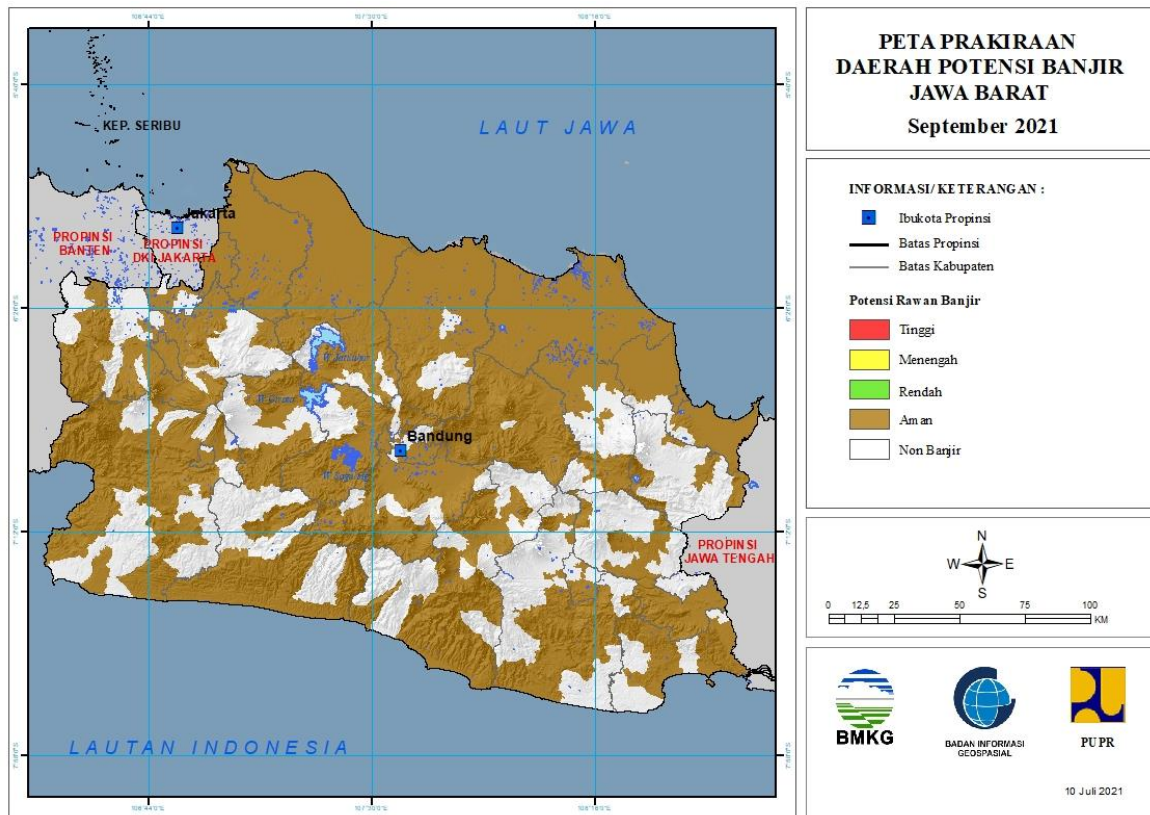 PETA PRAKIRAAN
DAERAH POTENSI BANJIR
JAWA BARAT
September 2021
INFORMASI/ KETERANGAN :
Ibukota Propinsi
Batas Propinsi
Batas Kabupaten
Potensi Rawan Banjir
Tinggi
Menengah
Rendah
Aman
Non Banjir
N
W E
S
0 12,5 25 50 75 100
KM
BMKG
BADAN INFORMASI
GEOSPASIAL
PUPR
10 Juli 2021
KEP. SERIBU
LAUT JAWA
Jakarta
PROPINSI
BANTEN
PROPINSI
DKI JAKARTA
Bandung
PROPINSI
JAWA TENGAH
LAUTAN INDONESIA